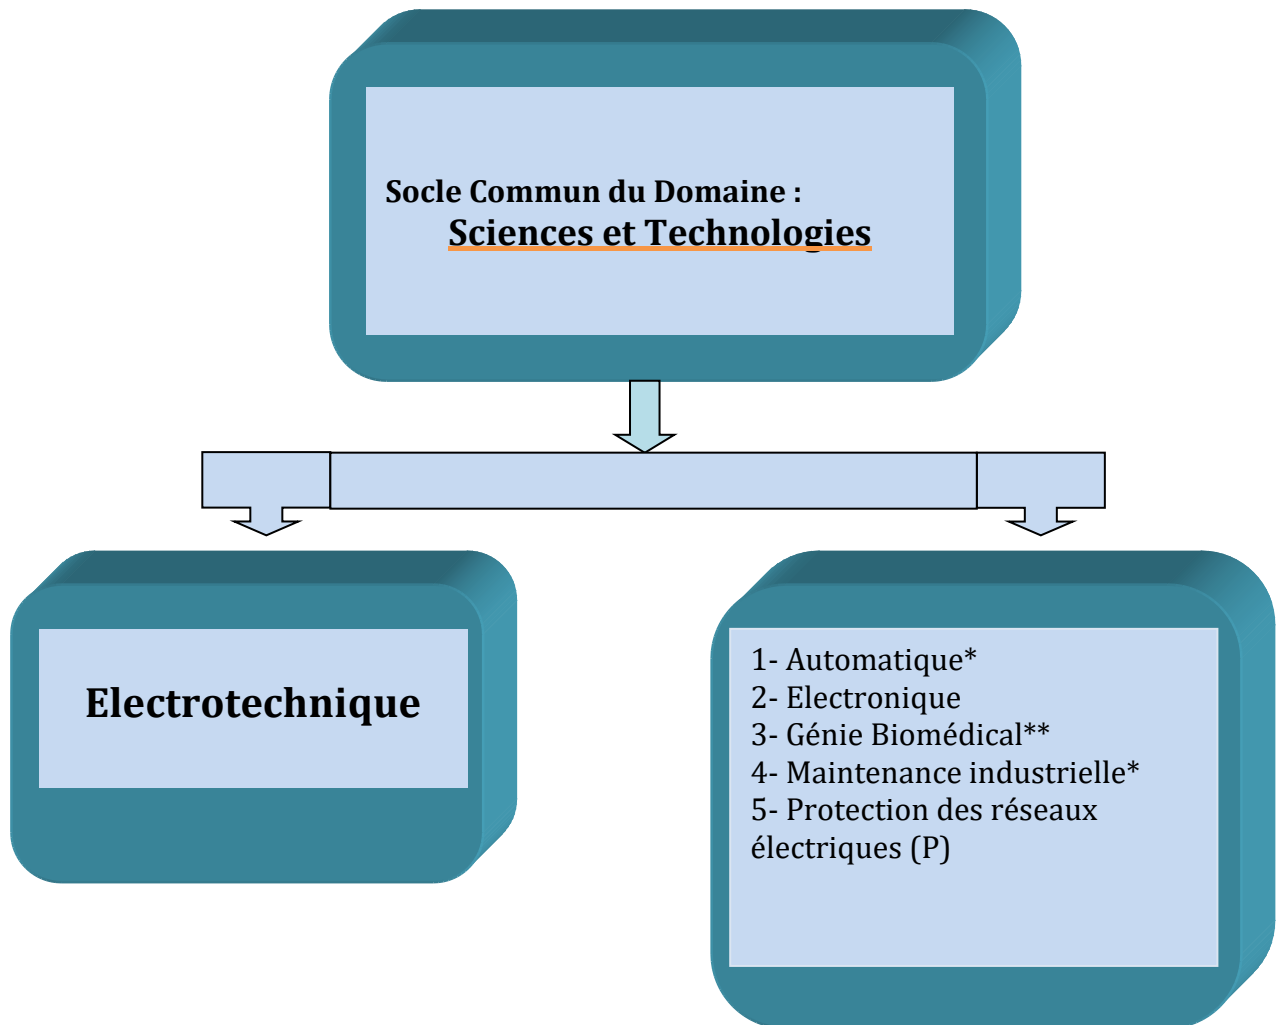 Socle Commun du Domaine :
Sciences et Technologies
Electrotechnique
1- Automatique*
2- Electronique
3- Génie Biomédical**
4- Maintenance industrielle*
5- Protection des réseaux
électriques (P)